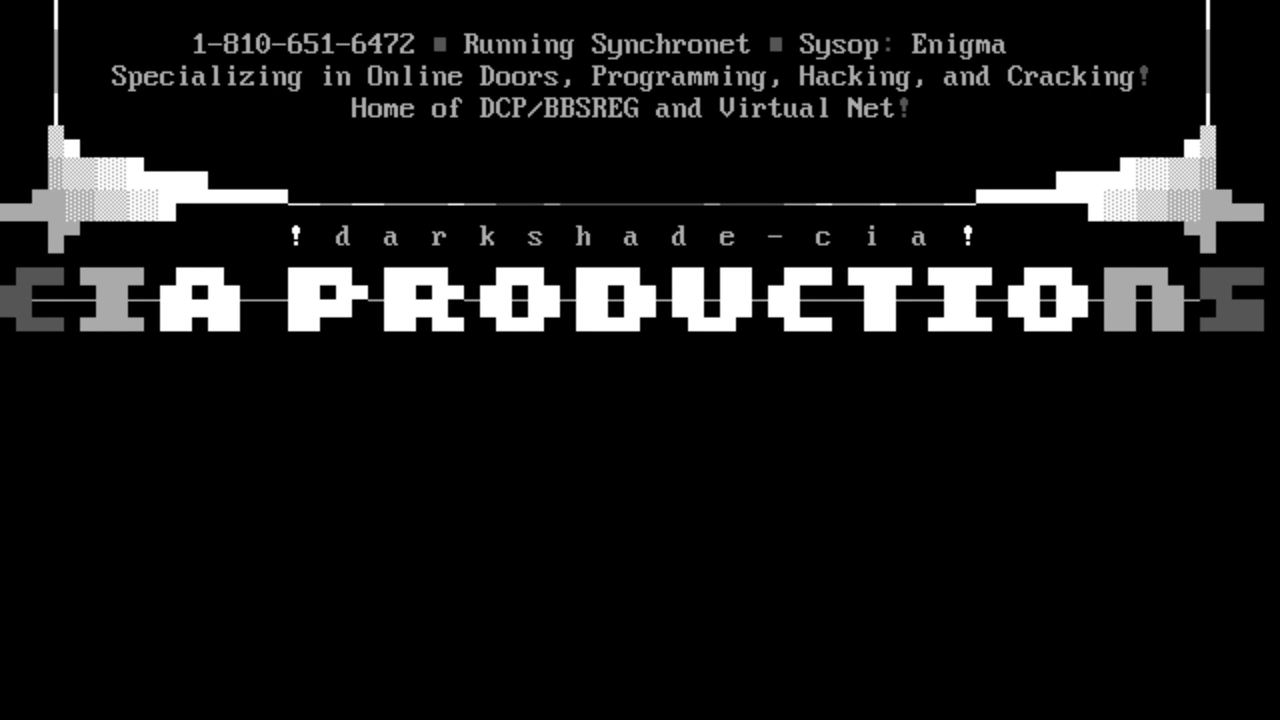 1-810-651-6472 ■ Running Synchronet ■ Sysop: Enigma
Specializing in Online Doors, Programming, Hacking, and Cracking!
Home of DCP/BBSREG and Virtual Net!
! d a r k s h a d e - c i a !
CIA PRODUCTIONS